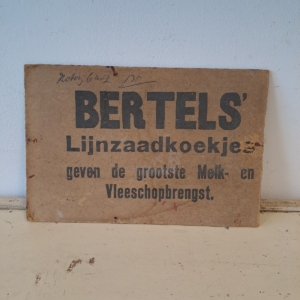 BERTELS'
Lijnzaadkoekjes
geven de grootste Melk- en
Vleeschopbrengst.